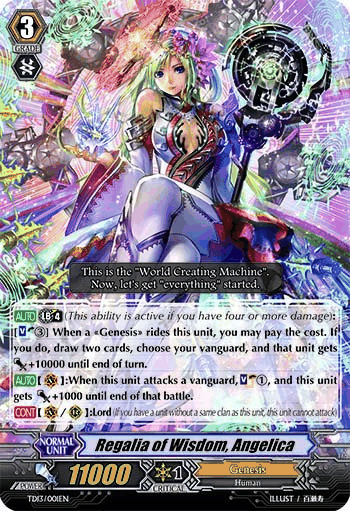 3
GRADE
This is the "World Creating Machine".
Now, let's get "everything" started.
AUTO LB 4 (This ability is active if you have four or more damage):
[V ③] When a «Genesis» rides this unit, you may pay the cost. If
you do, draw two cards, choose your vanguard, and that unit gets
+10000 until end of turn.
AUTO [V]:When this unit attacks a vanguard, V ①, and this unit
gets +1000 until end of that battle.
CONT [V / R]:Lord (If you have a unit without a same clan as this unit, this unit cannot attack)
NORMAL
UNIT
Regalia of Wisdom, Angelica
POWER
11000
☆1
CRITICAL
Genesis
Human
TD13/001EN
ILLUST / 百瀬寿